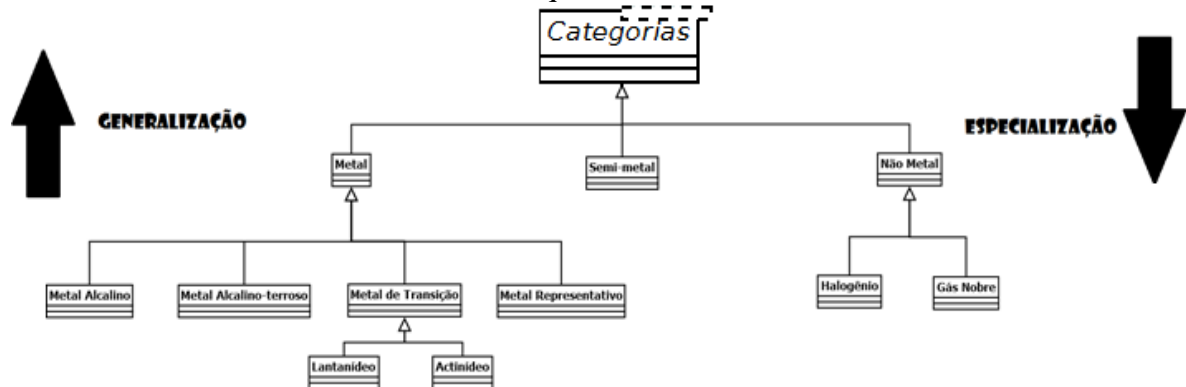 Categorias
GENERALIZAÇÃO
ESPECIALIZAÇÃO
Metal
Semi-metal
Não Metal
Metal Alcalino
Metal Alcalino-terroso
Metal de Transição
Metal Representativo
Halogênio
Gás Nobre
Lantanídeo
Actinídeo